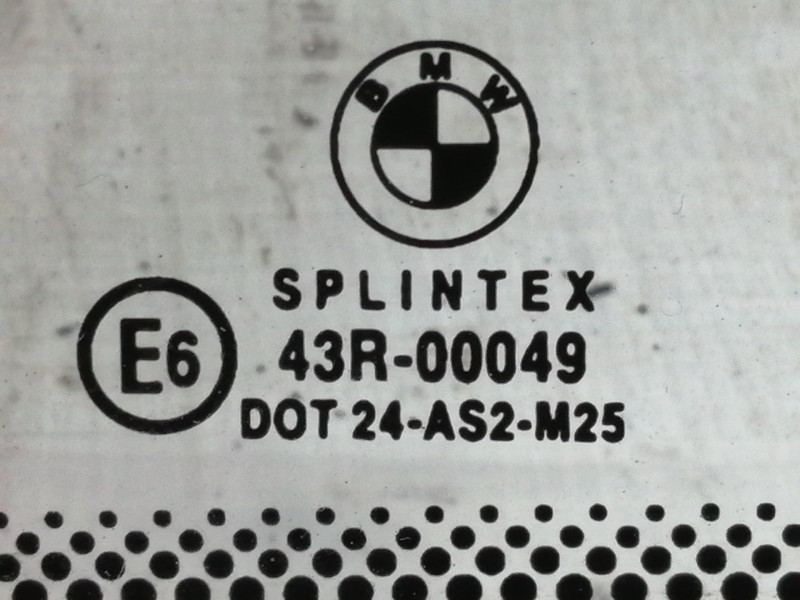 BMW
SPLINTEX
E6
43R-00049
DOT 24-AS2-M25